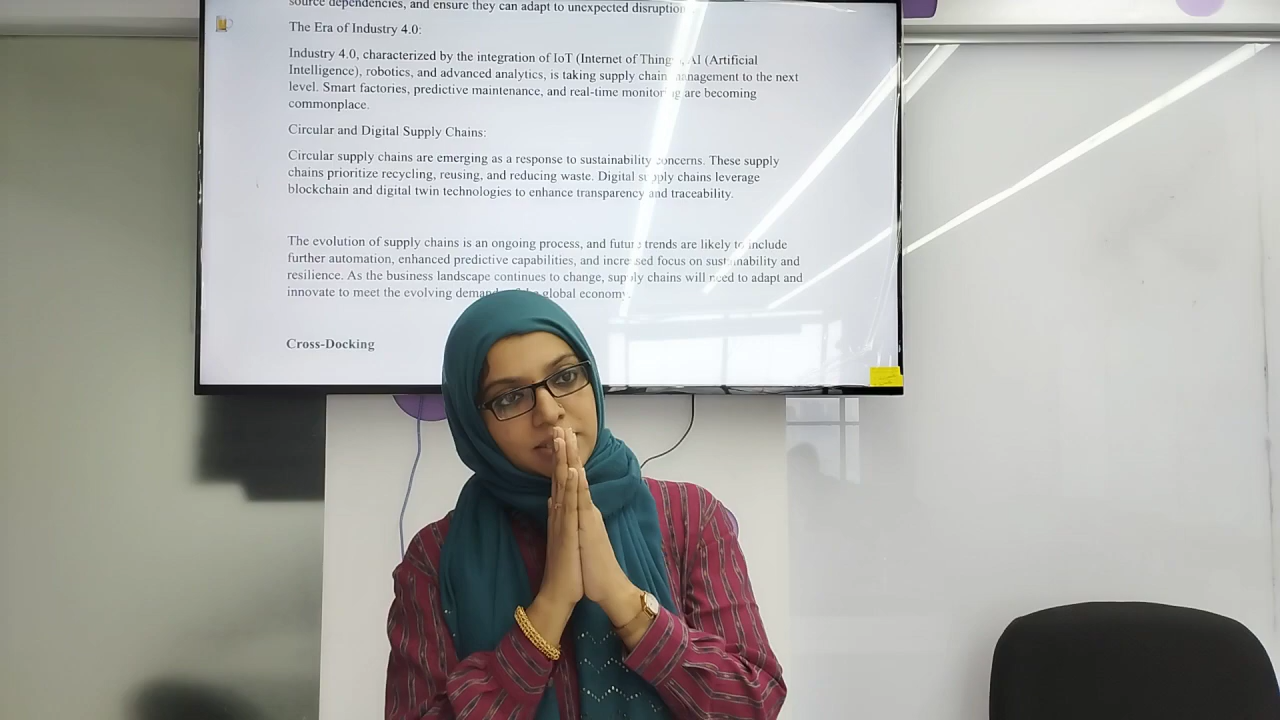 source dependencies, and ensure they can adapt to unexpected disruption
The Era of Industry 4.0:
Industry 4.0, characterized by the integration of IoT (Internet of Things), AI (Artificial
Intelligence), robotics, and advanced analytics, is taking supply chain management to the next
level. Smart factories, predictive maintenance, and real-time monitoring are becoming
commonplace.
Circular and Digital Supply Chains:
Circular supply chains are emerging as a response to sustainability concerns. These supply
chains prioritize recycling, reusing, and reducing waste. Digital supply chains leverage
blockchain and digital twin technologies to enhance transparency and traceability.
The evolution of supply chains is an ongoing process, and future trends are likely to include
further automation, enhanced predictive capabilities, and increased focus on sustainability and
resilience. As the business landscape continues to change, supply chains will need to adapt and
innovate to meet the evolving global economy.
Cross-Docking